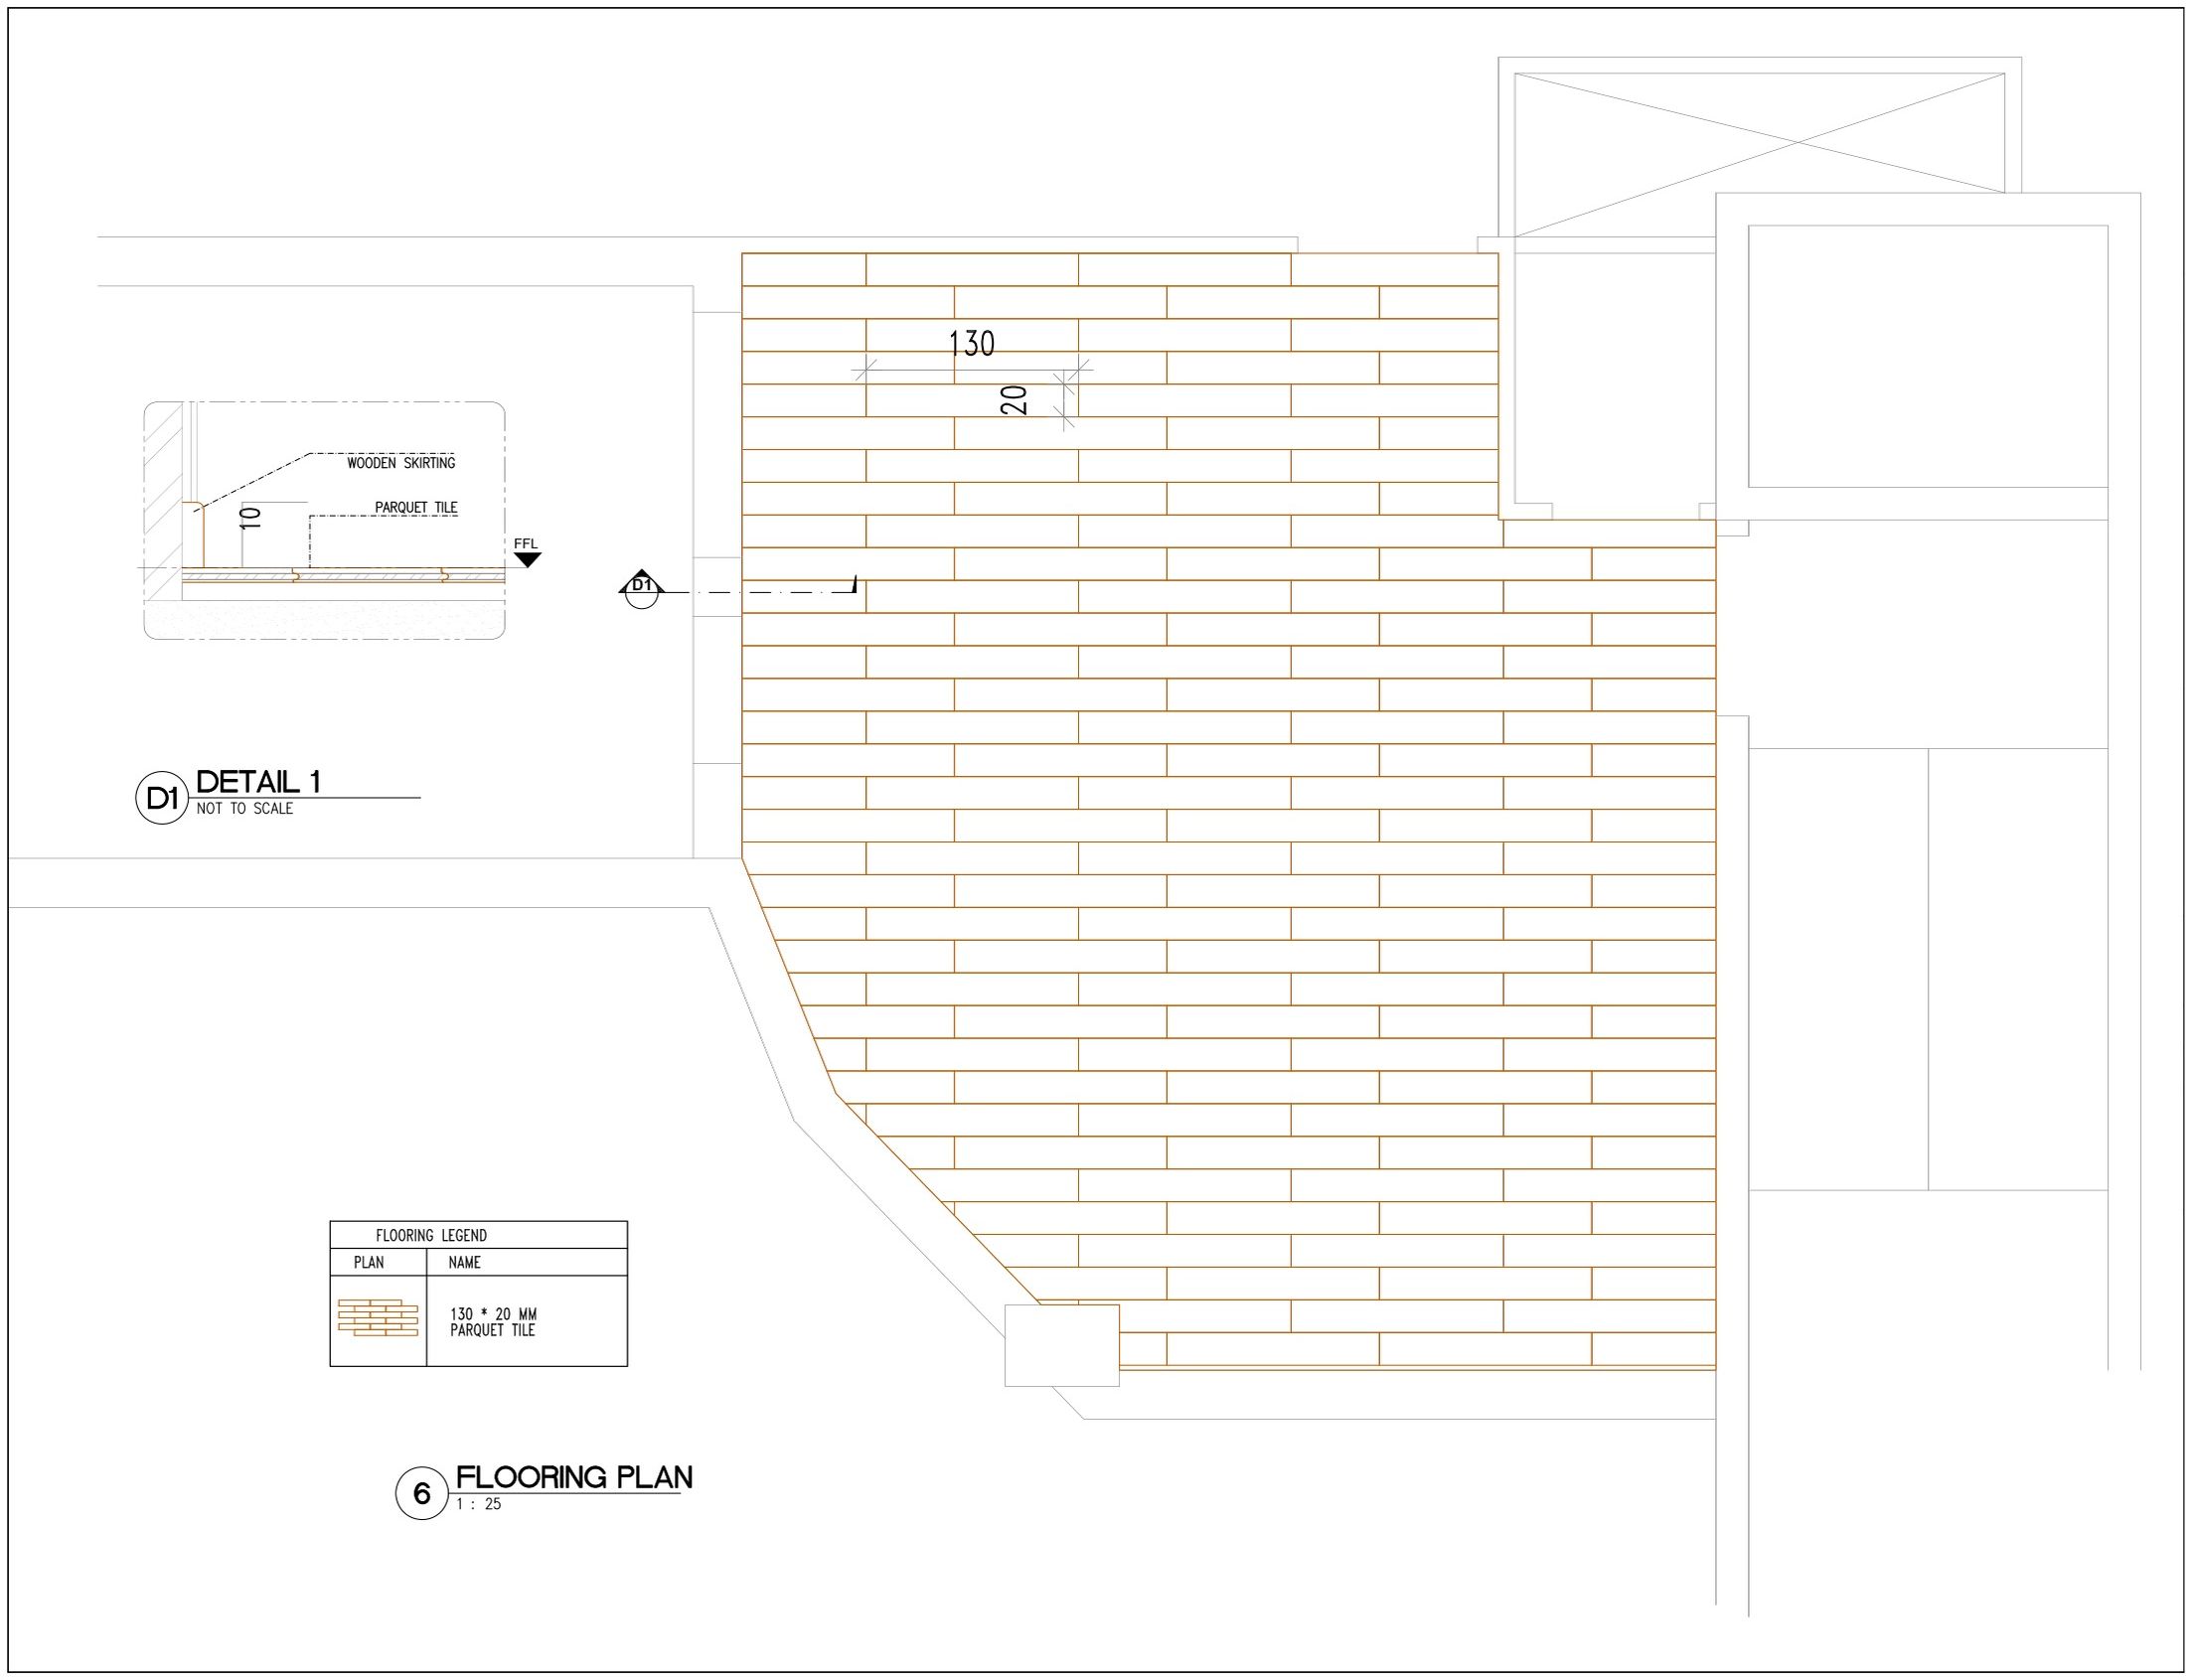 130
20
WOODEN SKIRTING
10
PARQUET TILE
FFL
D1
D1 DETAIL 1
NOT TO SCALE
FLOORING LEGEND
PLAN NAME
130 * 20 MM
PARQUET TILE
6 FLOORING PLAN
1 : 25